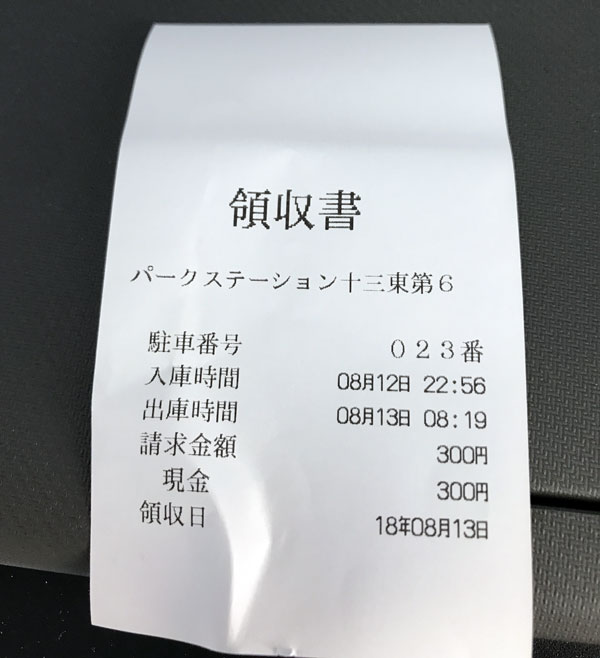 領収書
パークステーション十三東第6
駐車番号 023番
入庫時間 08月12日 22:56
出庫時間 08月13日 08:19
請求金額 300円
現金 300円
領収日 18年08月13日